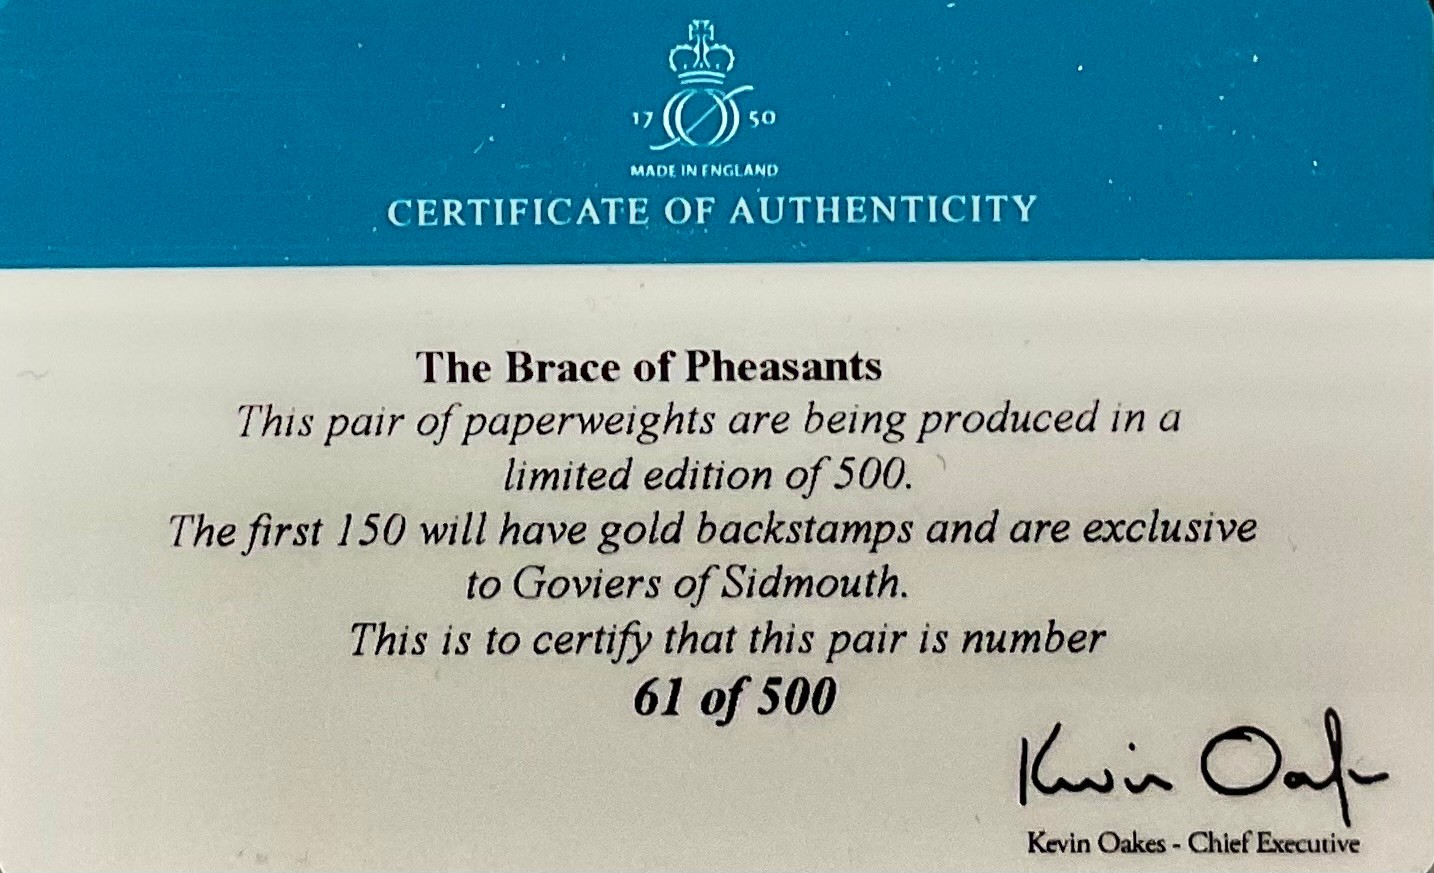 17 50
MADE IN ENGLAND
CERTIFICATE OF AUTHENTICITY
The Brace of Pheasants
This pair of paperweights are being produced in a
limited edition of 500.
The first 150 will have gold backstamps and are exclusive
to Goviers of Sidmouth.
This is to certify that this pair is number
61 of 500
Kevin Oakes
Kevin Oakes - Chief Executive